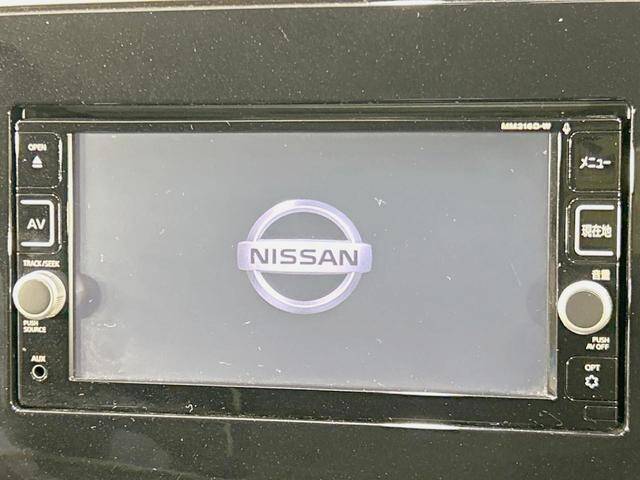 MM316D-W
OPEN
メニュー
AV
現在地
TRACK/SEEK
音量
NISSAN
PUSH
SOURCE
PUSH
AV OFF
AUX
OPT